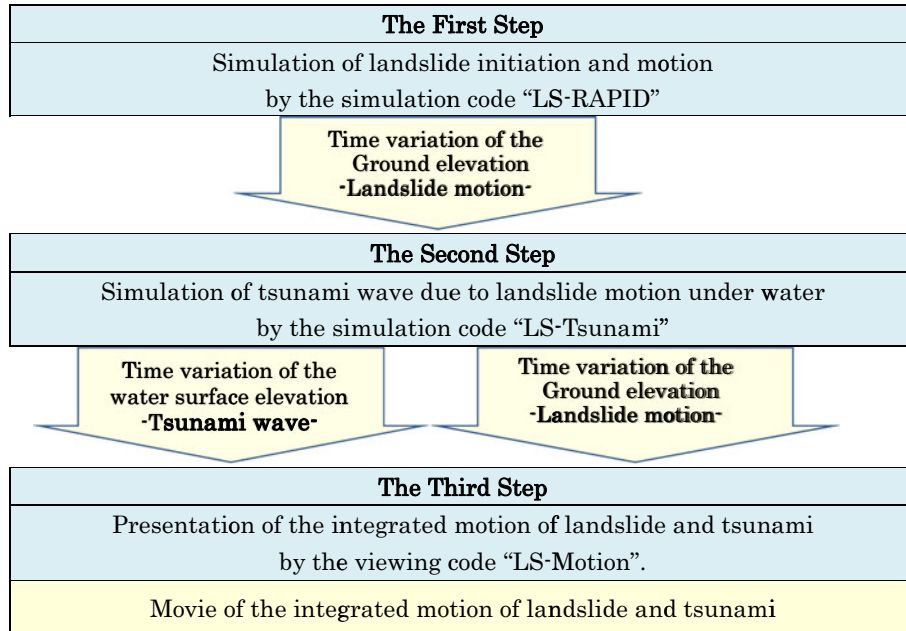 The First Step
Simulation of landslide initiation and motion
by the simulation code “LS-RAPID”
Time variation of the
Ground elevation
-Landslide motion-
The Second Step
Simulation of tsunami wave due to landslide motion under water
by the simulation code “LS-Tsunami”
Time variation of the
water surface elevation
-Tsunami wave-
Time variation of the
Ground elevation
-Landslide motion-
The Third Step
Presentation of the integrated motion of landslide and tsunami
by the viewing code “LS-Motion”.
Movie of the integrated motion of landslide and tsunami